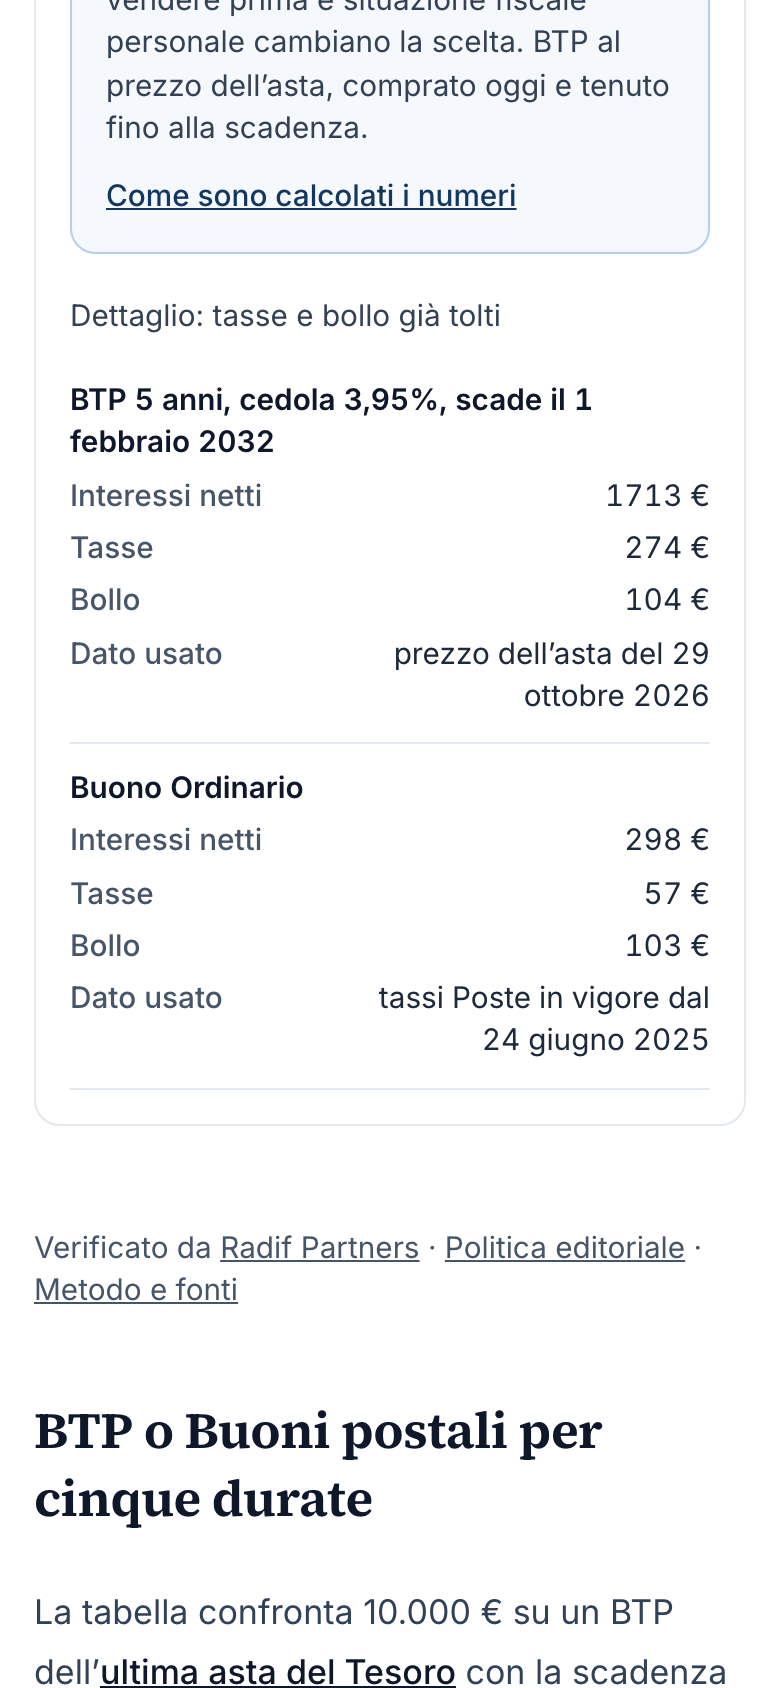 vendere prima e situazione fiscale
personale cambiano la scelta. BTP al
prezzo dell’asta, comprato oggi e tenuto
fino alla scadenza.
Come sono calcolati i numeri
Dettaglio: tasse e bollo già tolti
BTP 5 anni, cedola 3,95%, scade il 1
febbraio 2032
Interessi netti 1713 €
Tasse 274 €
Bollo 104 €
Dato usato prezzo dell’asta del 29
ottobre 2026
Buono Ordinario
Interessi netti 298 €
Tasse 57 €
Bollo 103 €
Dato usato tassi Poste in vigore dal
24 giugno 2025
Verificato da Radif Partners · Politica editoriale ·
Metodo e fonti
BTP o Buoni postali per
cinque durate
La tabella confronta 10.000 € su un BTP
dell’ultima asta del Tesoro con la scadenza